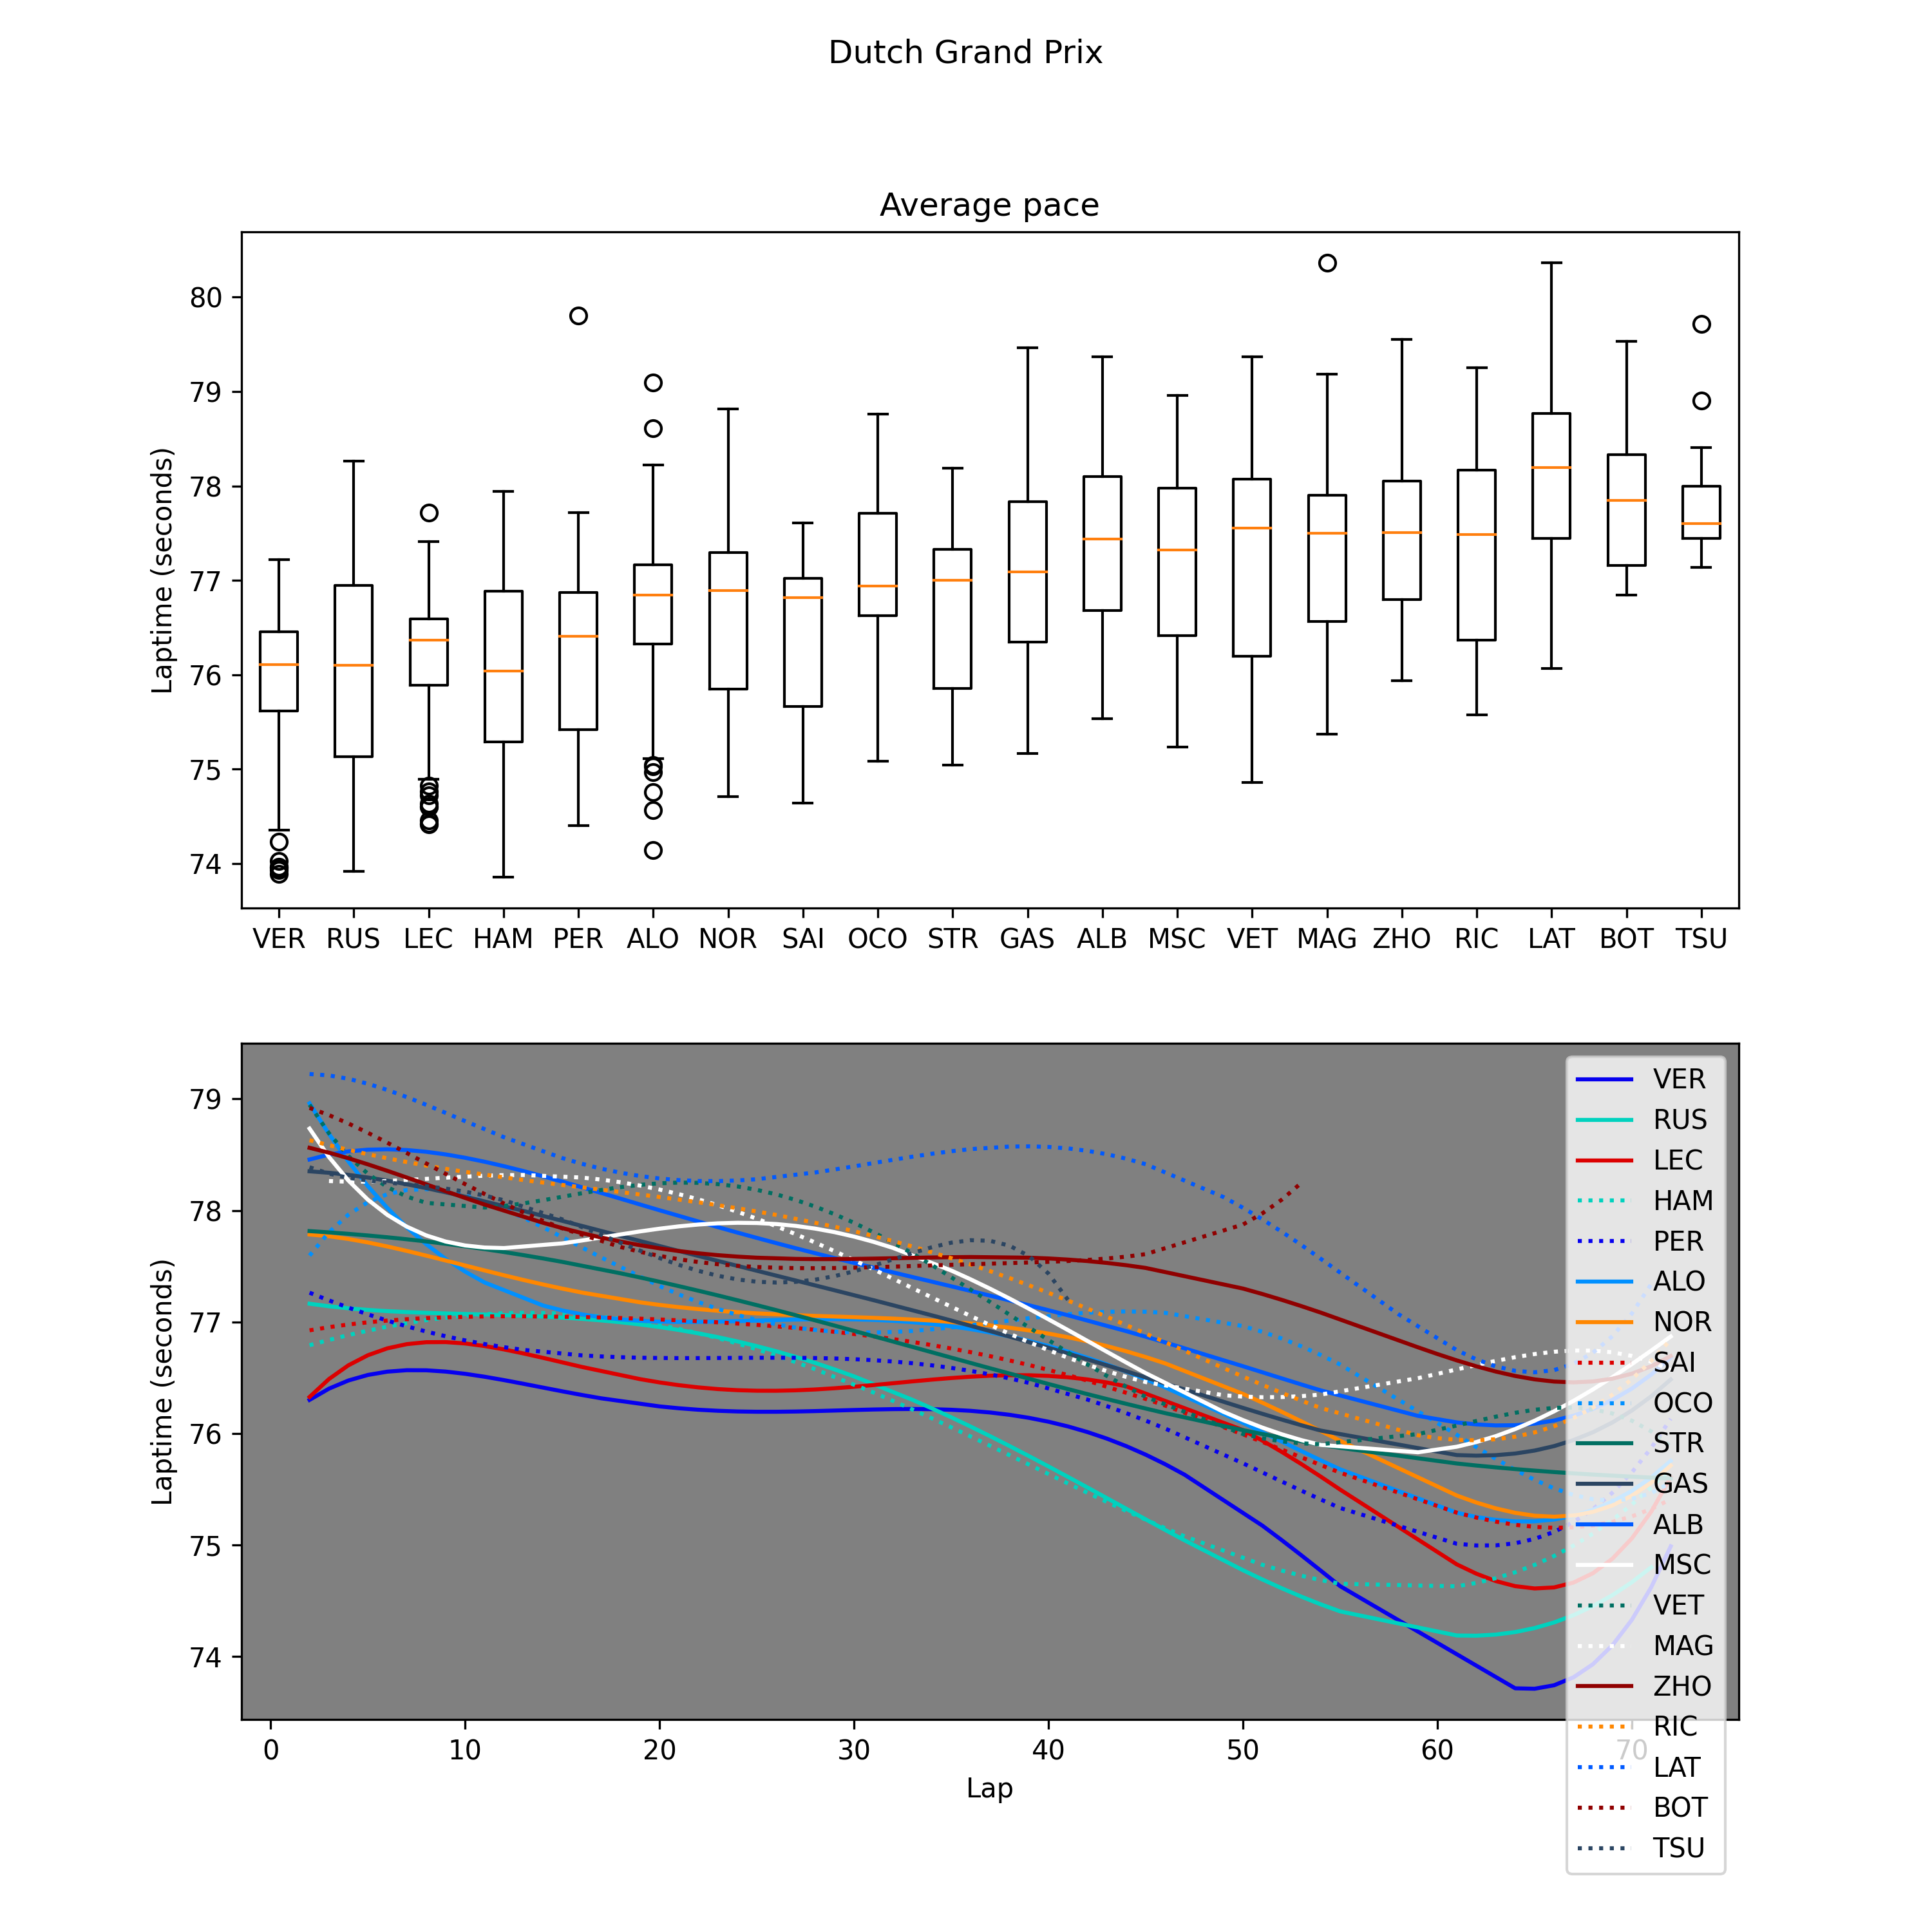 Dutch Grand Prix
Average pace
Laptime (seconds)
80
79
78
77
76
75
74
VER RUS LEC HAM PER ALO NOR SAI OCO STR GAS ALB MSC VET MAG ZHO RIC LAT BOT TSU
Laptime (seconds)
79
78
77
76
75
74
0 10 20 30 40 50 60 70
Lap
VER
RUS
LEC
HAM
PER
ALO
NOR
SAI
OCO
STR
GAS
ALB
MSC
VET
MAG
ZHO
RIC
LAT
BOT
TSU